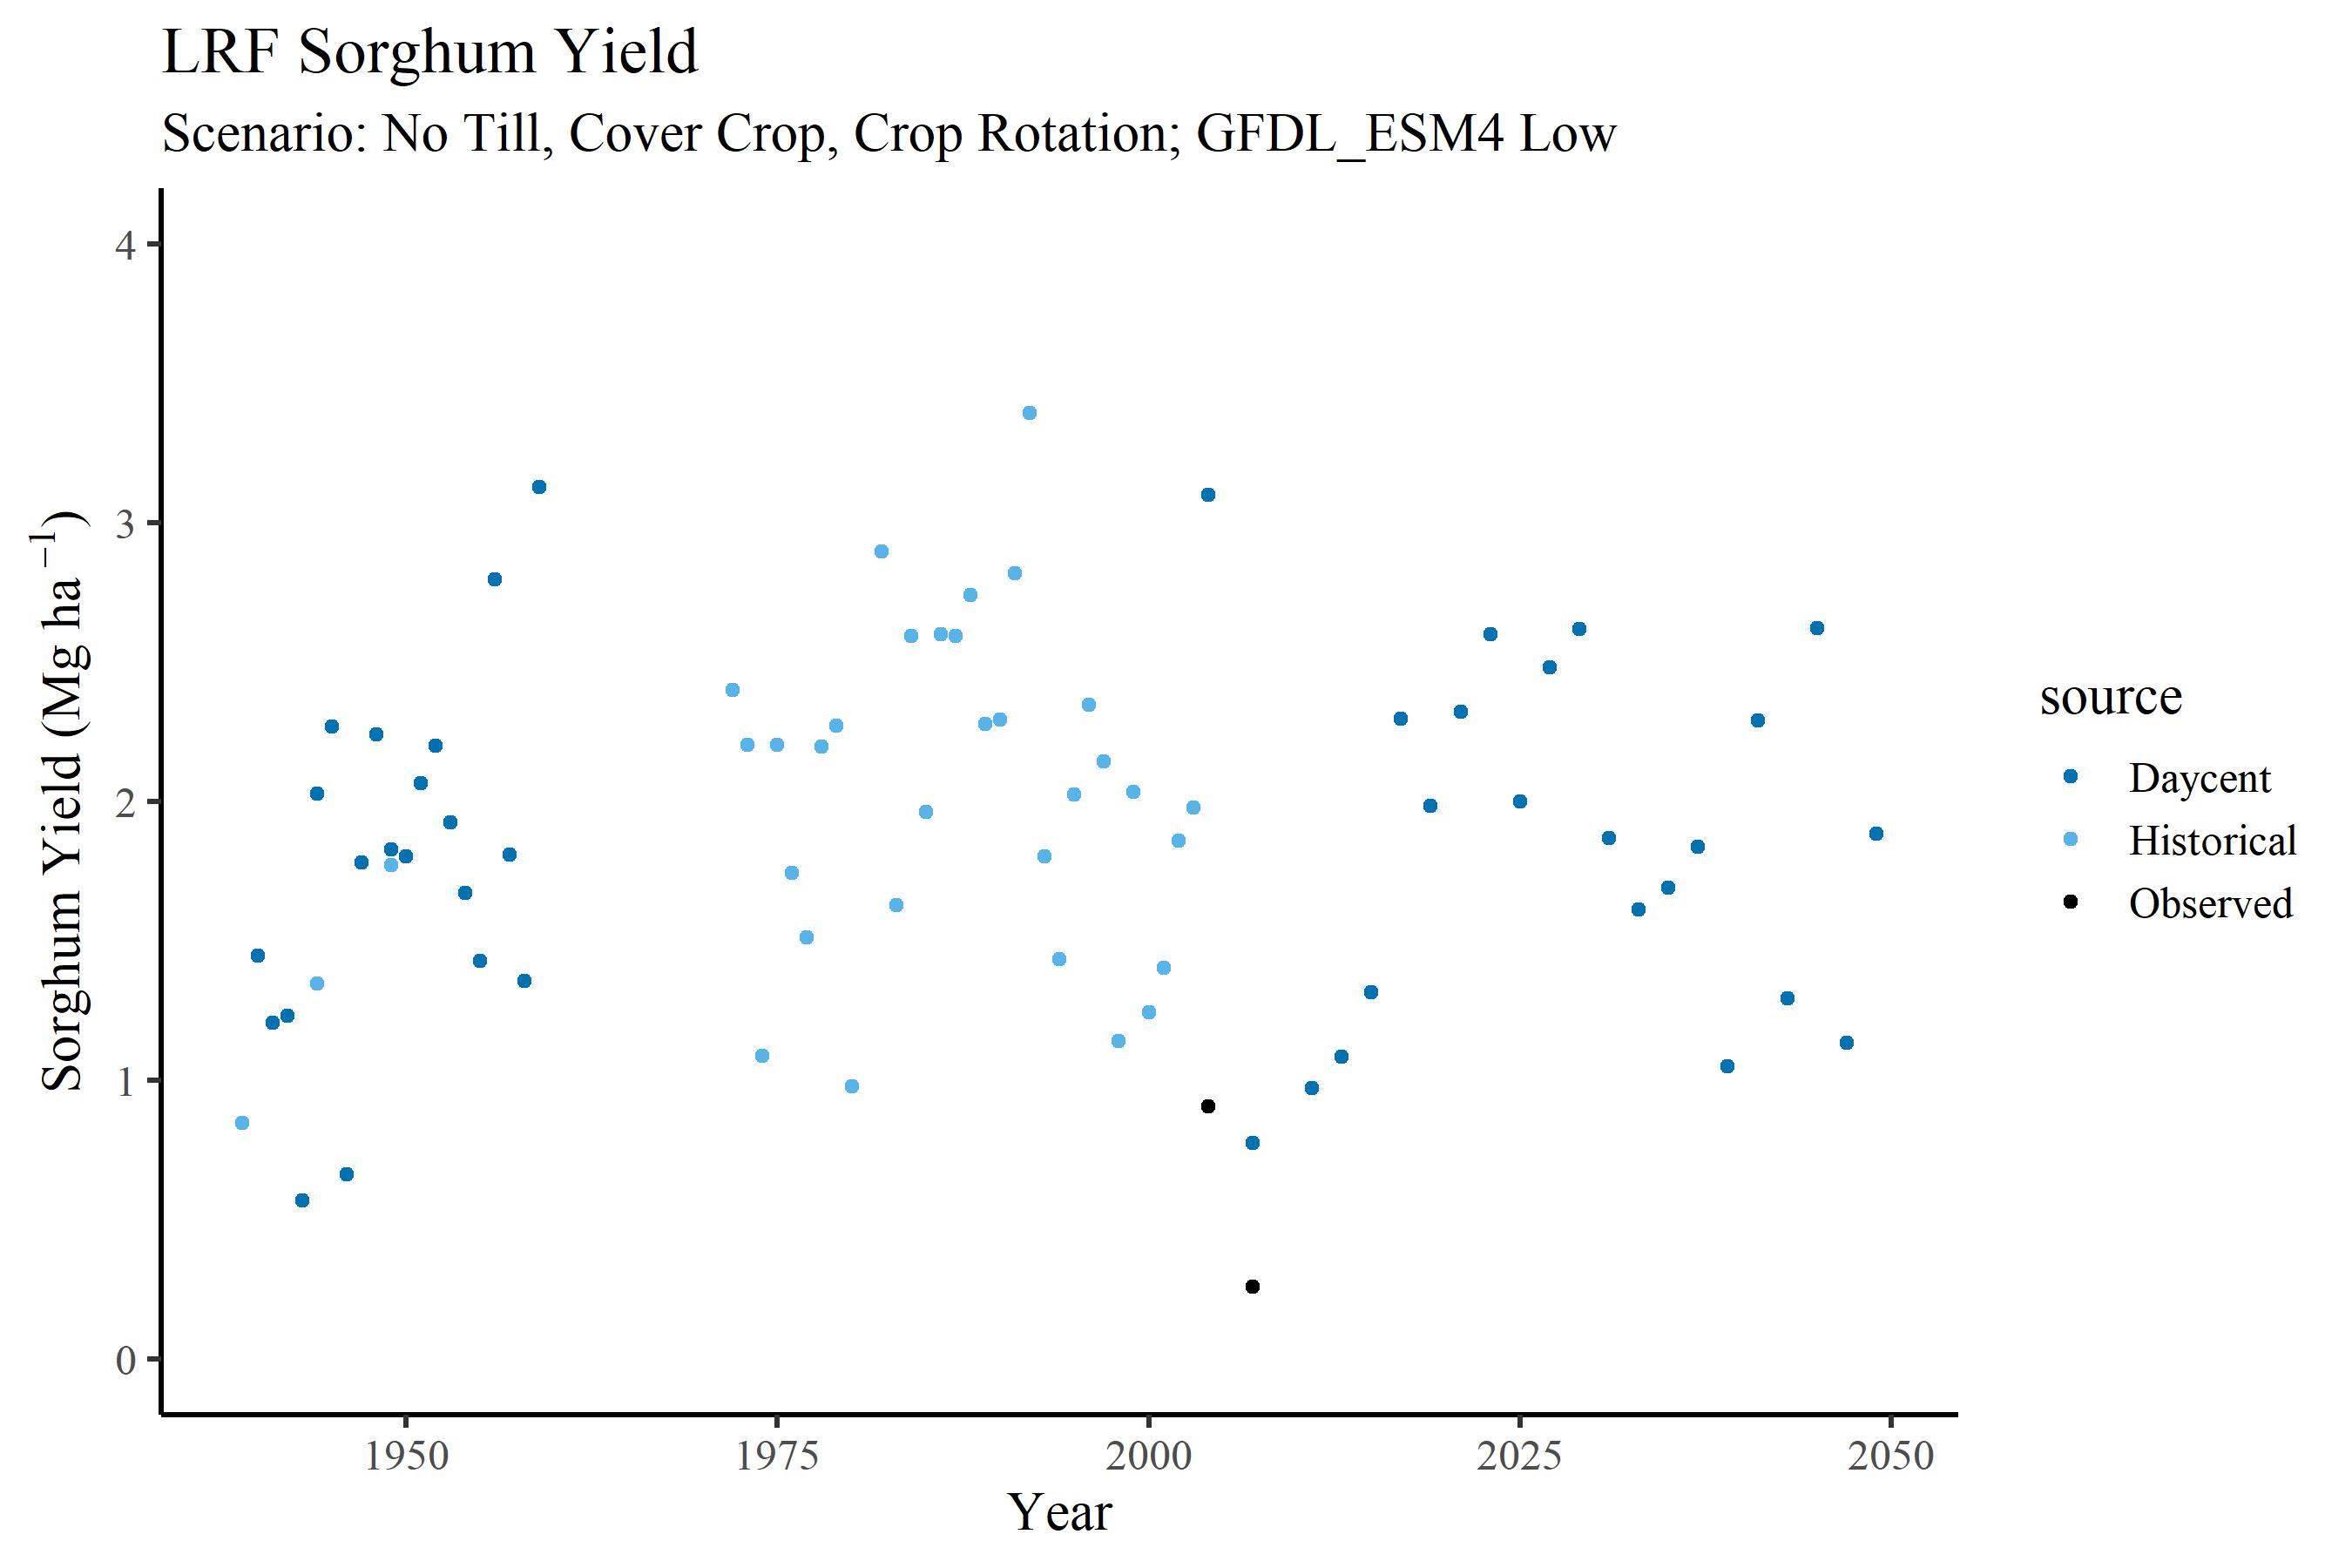 LRF Sorghum Yield
Scenario: No Till, Cover Crop, Crop Rotation; GFDL_ESM4 Low
Sorghum Yield (Mg ha⁻¹)
4
3
2
1
0
1950 1975 2000 2025 2050
Year
source
Daycent
Historical
Observed